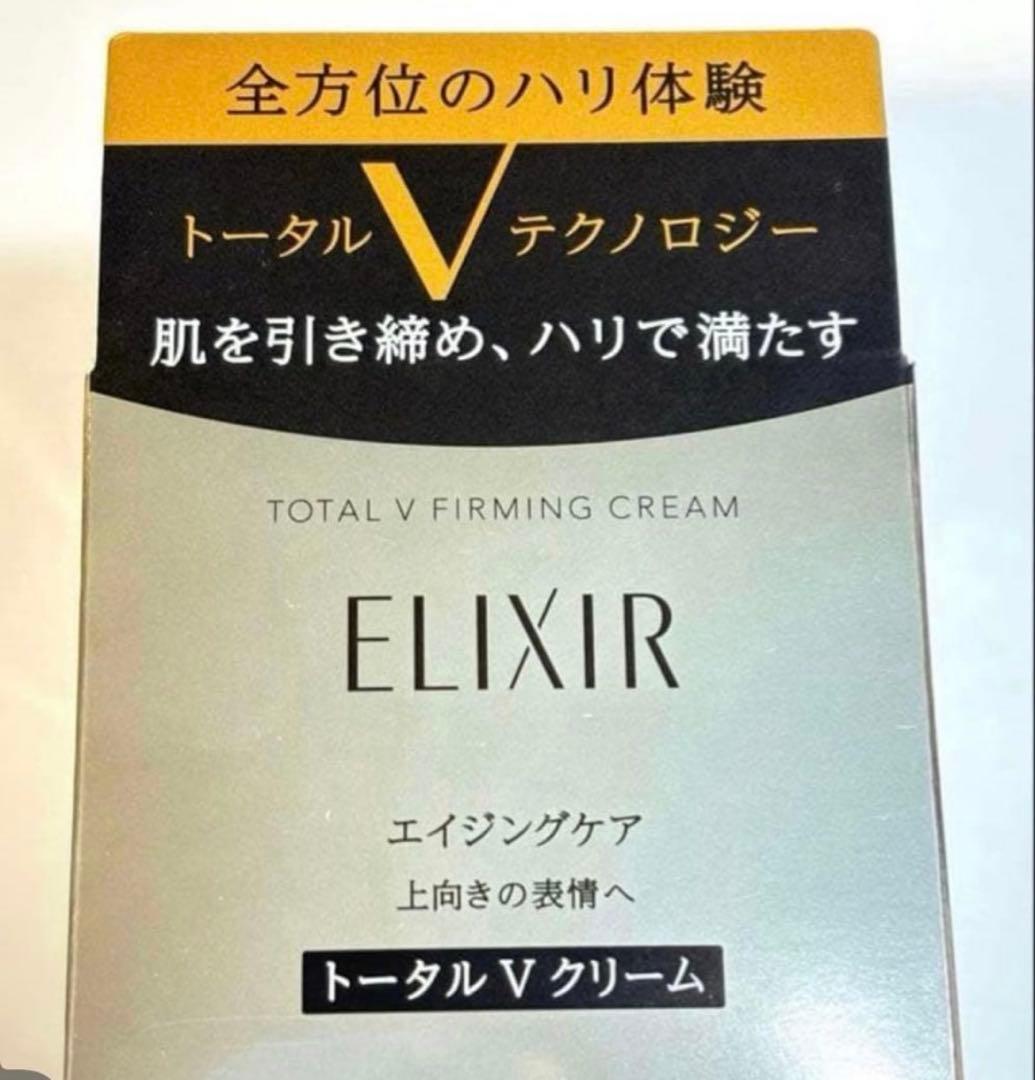 全方位のハリ体験
トータルVテクノロジー
肌を引き締め、ハリで満たす
TOTAL V FIRMING CREAM
ELIXIR
エイジングケア
上向きの表情へ
トータル V クリーム